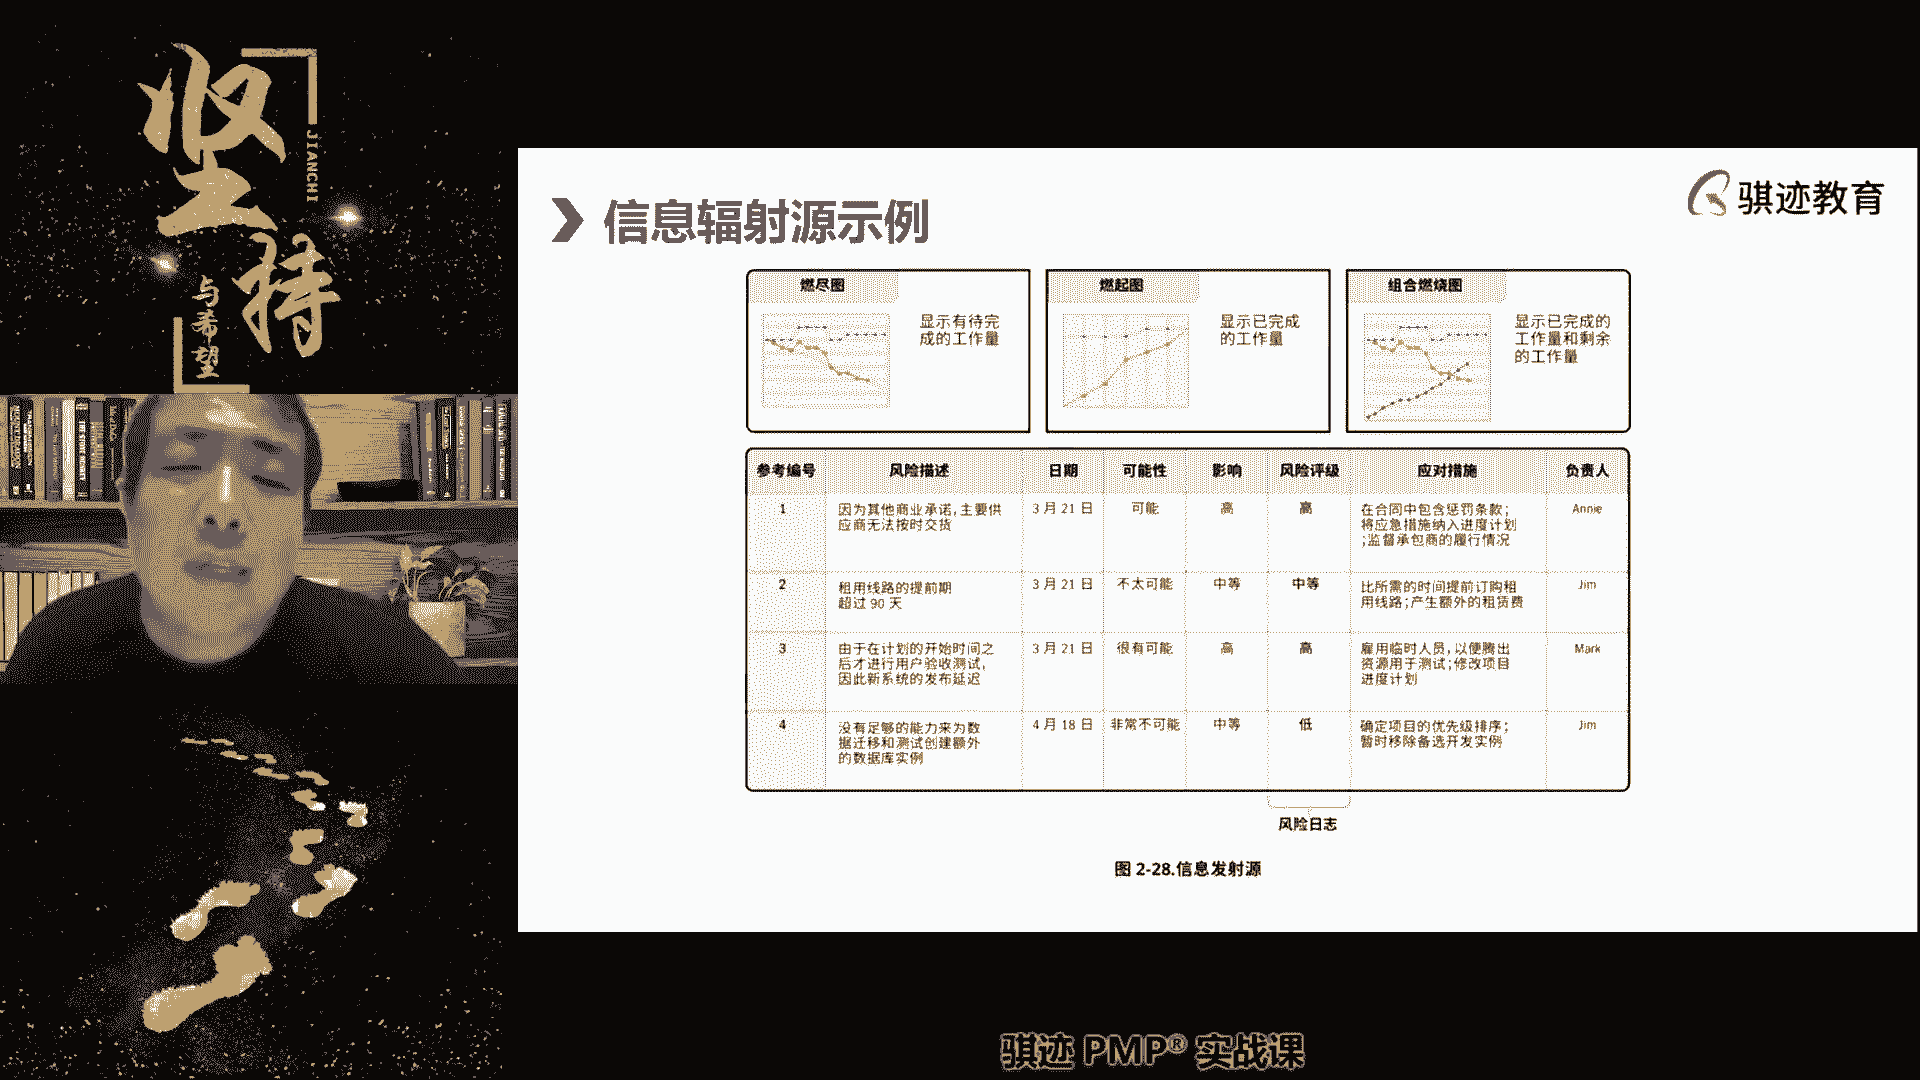 坚持
JIANCHI
与希望
信息辐射源示例
骐迹教育
燃尽图
显示有待完
成的工作量
燃起图
显示已完成
的工作量
组合燃烧图
显示已完成的
工作量和剩余
的工作量
参考编号 风险描述 日期 可能性 影响 风险评级 应对措施 负责人
1 因为其他商业承诺,主要供 3 月 21 日 可能 高 高 在合同中包含惩罚条款; Annie
应商无法按时交货 将应急措施纳入进度计划
;监督承包商的履行情况
2 租用线路的提前期 3 月 21 日 不太可能 中等 中等 比所需的时间提前订购租 Jim
超过 90 天 用线路;产生额外的租赁费
3 由于在计划的开始时间之 3 月 21 日 很有可能 高 高 雇用临时人员,以便腾出 Mark
后才进行用户验收测试, 资源用于测试;修改项目
因此新系统的发布延迟 进度计划
4 没有足够的能力来为数 4 月 18 日 非常不可能 中等 低 确定项目的优先级排序; Jim
据迁移和测试创建额外 暂时移除备选开发实例
的数据库实例
风险日志
图 2-28.信息发射源
骐迹 PMP® 实战课